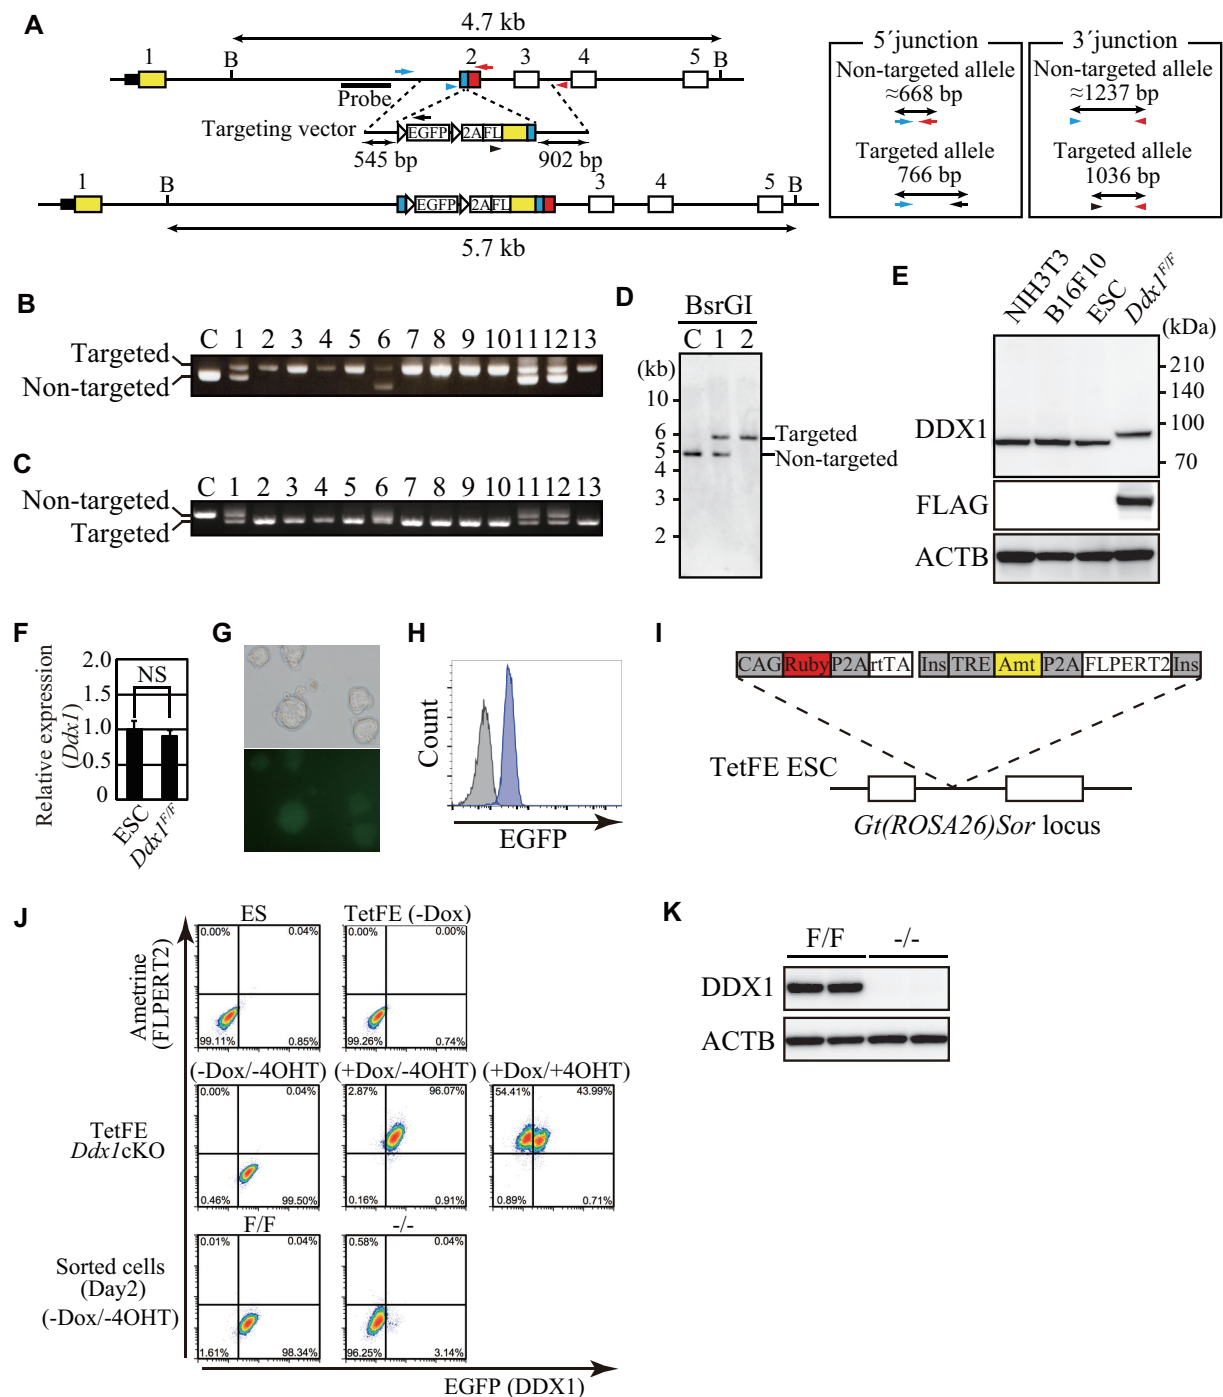 A
4.7 kb
1 B 2 3 4 5 B
Probe
Targeting vector
EGFP 2A FL
545 bp 902 bp
1 B 3 4 5 B
EGFP 2A FL
5.7 kb
5´junction
Non-targeted allele
≈668 bp
Targeted allele
766 bp
3´junction
Non-targeted allele
≈1237 bp
Targeted allele
1036 bp
B
C 1 2 3 4 5 6 7 8 9 10 11 12 13
Targeted
Non-targeted
C
C 1 2 3 4 5 6 7 8 9 10 11 12 13
Non-targeted
Targeted
D
BsrGI
C 1 2
(kb)
10
6
5
4
3
2
Targeted
Non-targeted
E
NIH3T3
B16F10
ESC
Ddx1F/F
(kDa)
210
140
100
70
DDX1
FLAG
ACTB
F
Relative expression
(Ddx1)
2.0
1.5
1.0
0.5
0
NS
ESC
Ddx1F/F
G
H
Count
EGFP
I
CAG Ruby P2A rtTA Ins TRE Amt P2A FLPERT2 Ins
TetFE ESC
Gt(ROSA26)Sor locus
J
Ametrine
(FLPERT2)
ES
0.00% 0.04%
99.11% 0.85%
TetFE (-Dox)
0.00% 0.00%
99.26% 0.74%
TetFE
Ddx1cKO
(-Dox/-4OHT)
0.00% 0.04%
0.46% 99.50%
(+Dox/-4OHT)
2.87% 96.07%
0.16% 0.91%
(+Dox/+4OHT)
54.41% 43.99%
0.89% 0.71%
Sorted cells
(Day2)
(-Dox/-4OHT)
F/F
0.01% 0.04%
1.61% 98.34%
-/-
0.58% 0.04%
96.25% 3.14%
EGFP (DDX1)
K
F/F -/-
DDX1
ACTB